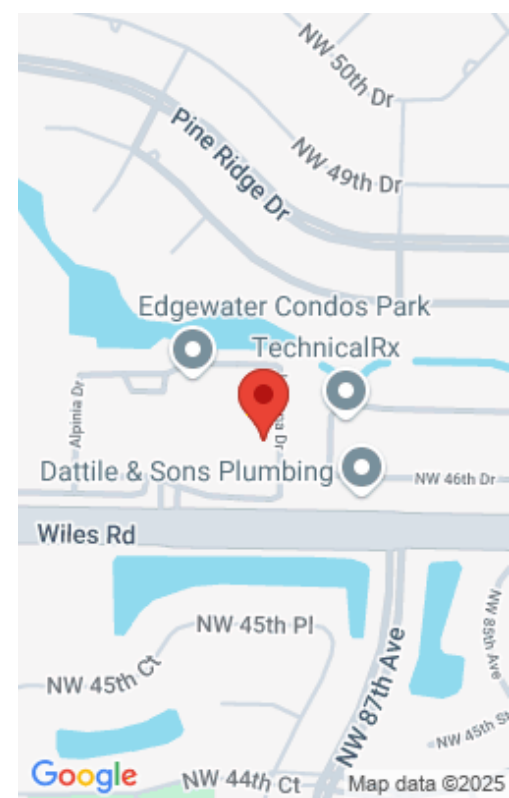 NW 50th Dr
NW 49th Dr
Pine Ridge Dr
Edgewater Condos Park
TechnicalRx
Alpinia Dr
Dr
Dattile & Sons Plumbing
NW 46th Dr
Wiles Rd
NW 85th Ave
NW 45th Pl
NW 87th Ave
NW 45th Ct
NW 45th St
Google
NW 44th Ct
Map data ©2025